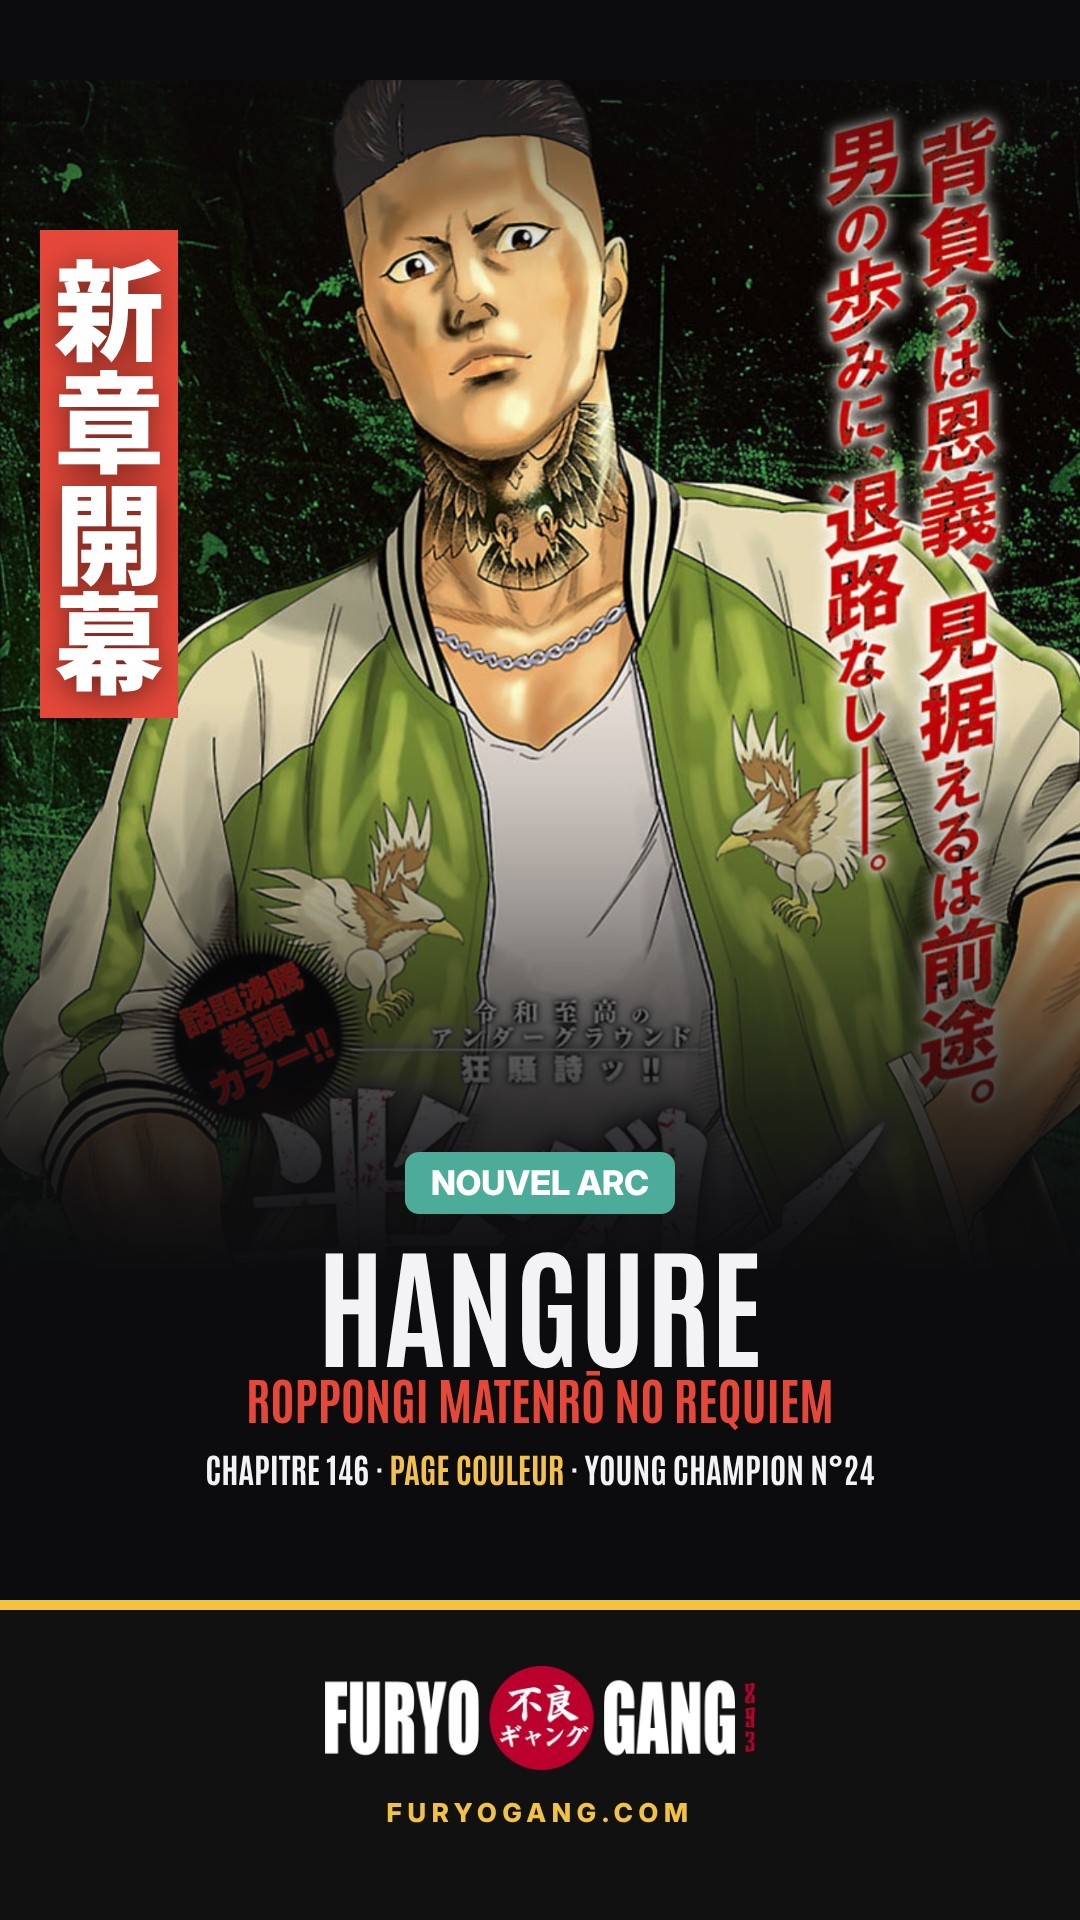 背負うは恩義、見据えるは前途。
男の歩みに、退路なし――。
新章開幕
話題沸騰
巻頭
カラー!!
令和至高の
アンダーグラウンド
狂騒詩ッ!!
半グレ
NOUVEL ARC
HANGURE
ROPPONGI MATENRŌ NO REQUIEM
CHAPITRE 146 · PAGE COULEUR · YOUNG CHAMPION N°24
FURYO 不良ギャング GANG 893
FURYOGANG.COM